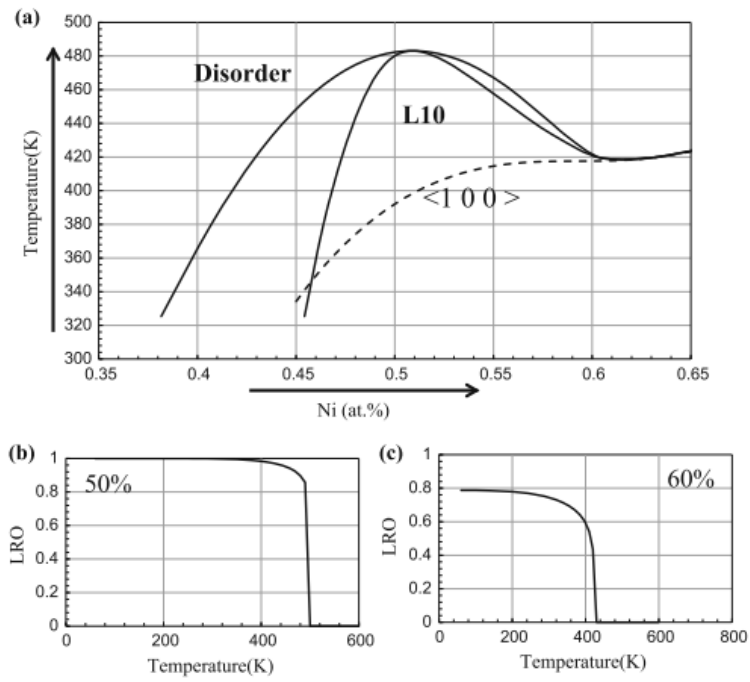 (a)
500
480
460
440
420
400
380
360
340
320
300
Temperature(K)
Disorder
L10
<1 0 0 >
0.35 0.4 0.45 0.5 0.55 0.6 0.65
Ni (at.%)
(b)
1
0.8
0.6
0.4
0.2
0
LRO
50%
0 200 400 600
Temperature(K)
(c)
1
0.8
0.6
0.4
0.2
0
LRO
60%
0 200 400 600 800
Temperature(K)